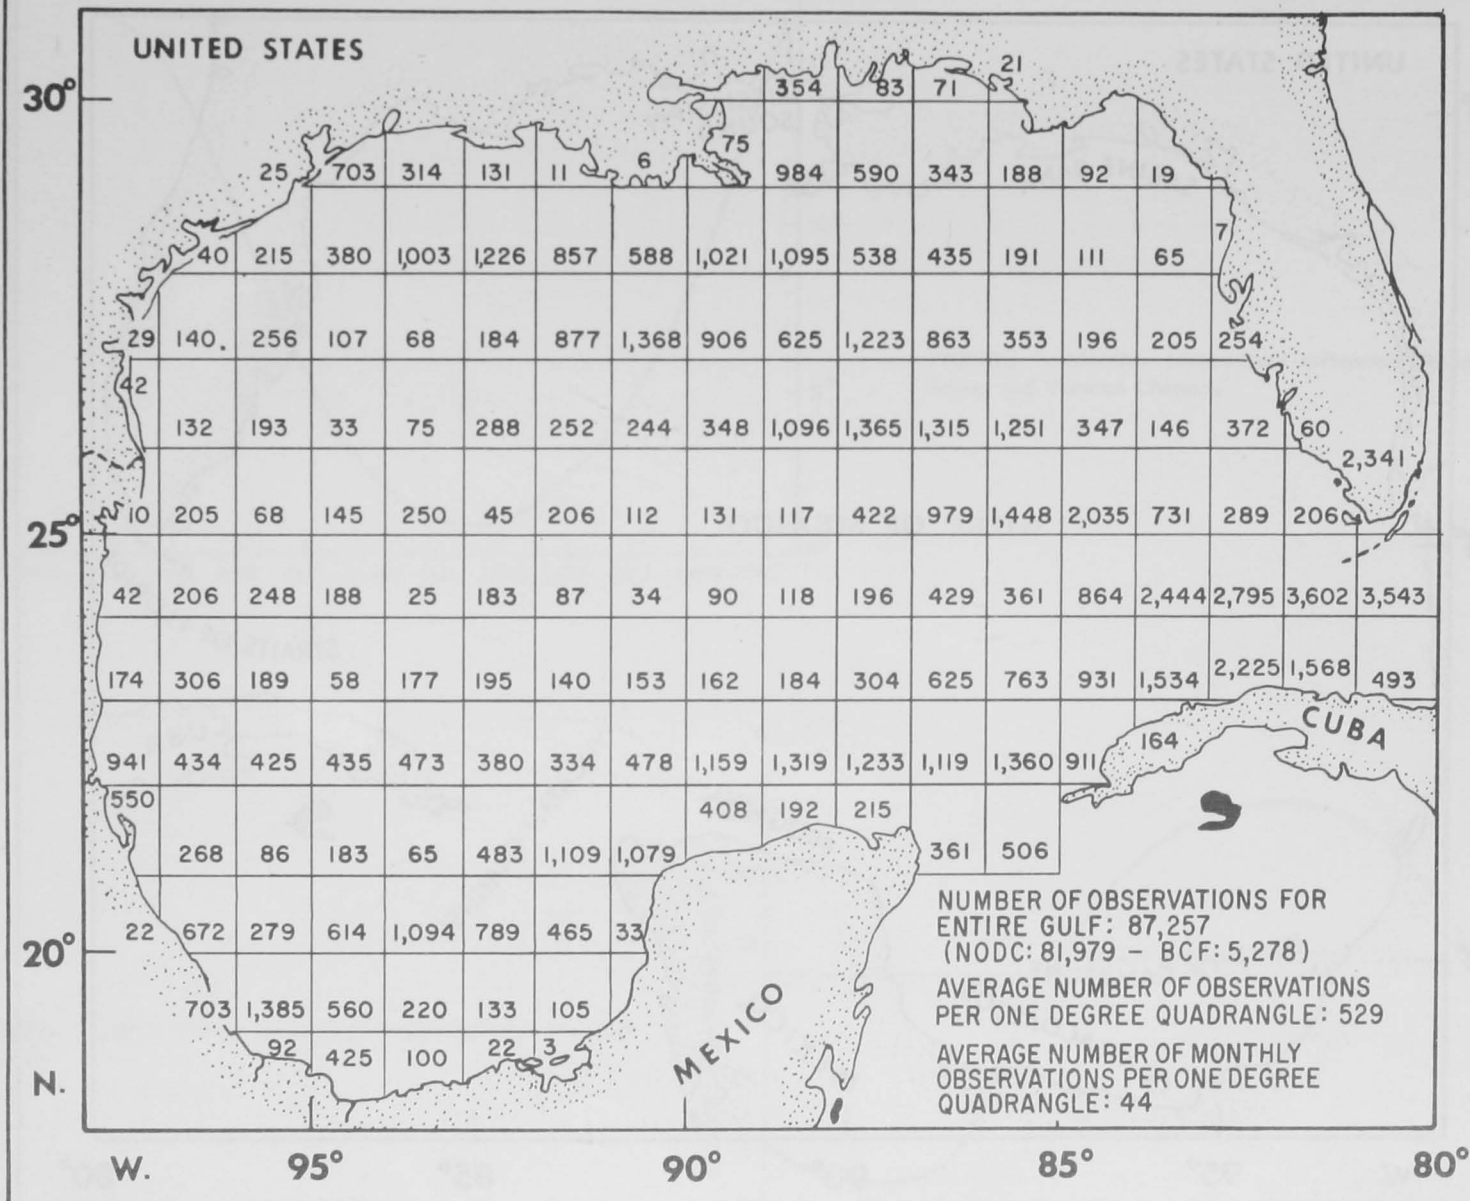 UNITED STATES
30°
354 83 71 21
75
25 703 314 131 11 6 984 590 343 188 92 19
7
40 215 380 1,003 1,226 857 588 1,021 1,095 538 435 191 111 65
29 140. 256 107 68 184 877 1,368 906 625 1,223 863 353 196 205 254
42
132 193 33 75 288 252 244 348 1,096 1,365 1,315 1,251 347 146 372 60
2,341
10 205 68 145 250 45 206 112 131 117 422 979 1,448 2,035 731 289 206
25°
42 206 248 188 25 183 87 34 90 118 196 429 361 864 2,444 2,795 3,602 3,543
174 306 189 58 177 195 140 153 162 184 304 625 763 931 1,534 2,225 1,568 493
CUBA
941 434 425 435 473 380 334 478 1,159 1,319 1,233 1,119 1,360 911 164
550 408 192 215
268 86 183 65 483 1,109 1,079 361 506
22 672 279 614 1,094 789 465 33
20°
703 1,385 560 220 133 105
92 425 100 22 3
MEXICO
NUMBER OF OBSERVATIONS FOR
ENTIRE GULF: 87,257
(NODC: 81,979 – BCF: 5,278)
AVERAGE NUMBER OF OBSERVATIONS
PER ONE DEGREE QUADRANGLE: 529
AVERAGE NUMBER OF MONTHLY
OBSERVATIONS PER ONE DEGREE
QUADRANGLE: 44
N.
W. 95° 90° 85° 80°